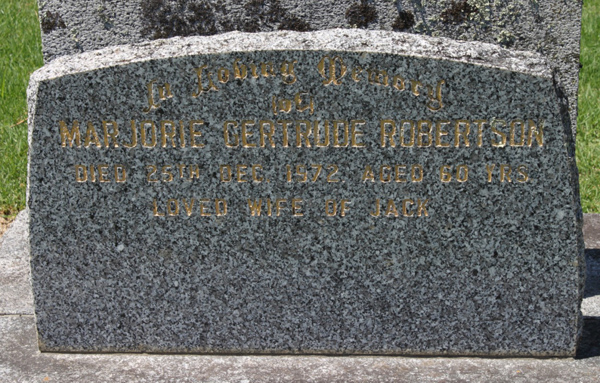 In Loving Memory
of
MARJORIE GERTRUDE ROBERTSON
DIED 25TH DEC. 1972 AGED 60 YRS
LOVED WIFE OF JACK